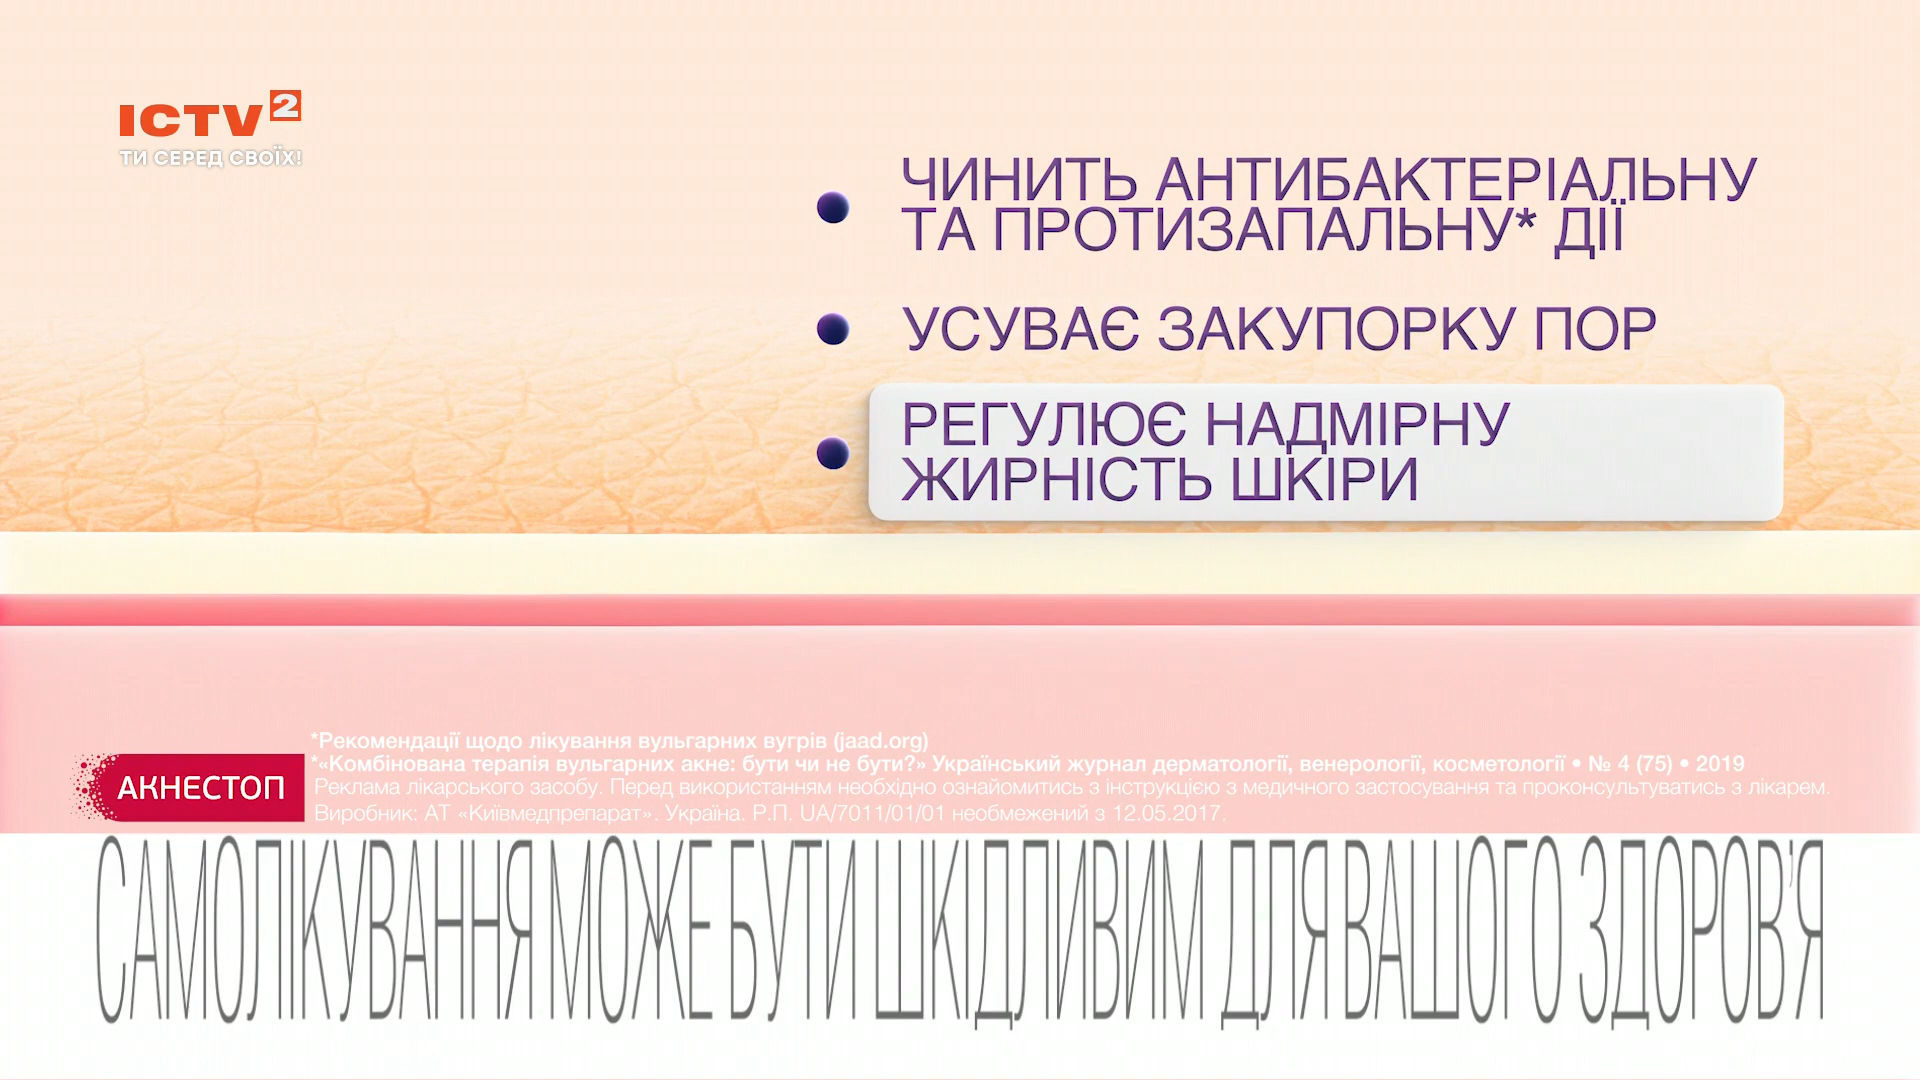 ICTV2
ТИ СЕРЕД СВОЇХ!
ЧИНИТЬ АНТИБАКТЕРІАЛЬНУ
ТА ПРОТИЗАПАЛЬНУ* ДІЇ
УСУВАЄ ЗАКУПОРКУ ПОР
РЕГУЛЮЄ НАДМІРНУ
ЖИРНІСТЬ ШКІРИ
*Рекомендації щодо лікування вульгарних вугрів (jaad.org)
*«Комбінована терапія вульгарних акне: бути чи не бути?» Український журнал дерматології, венерології, косметології • № 4 (75) • 2019
АКНЕСТОП
Реклама лікарського засобу. Перед використанням необхідно ознайомитись з інструкцією з медичного застосування та проконсультуватись з лікарем.
Виробник: АТ «Київмедпрепарат». Україна. Р.П. UA/7011/01/01 необмежений з 12.05.2017.
САМОЛІКУВАННЯ МОЖЕ БУТИ ШКІДЛИВИМ ДЛЯ ВАШОГО ЗДОРОВ'Я